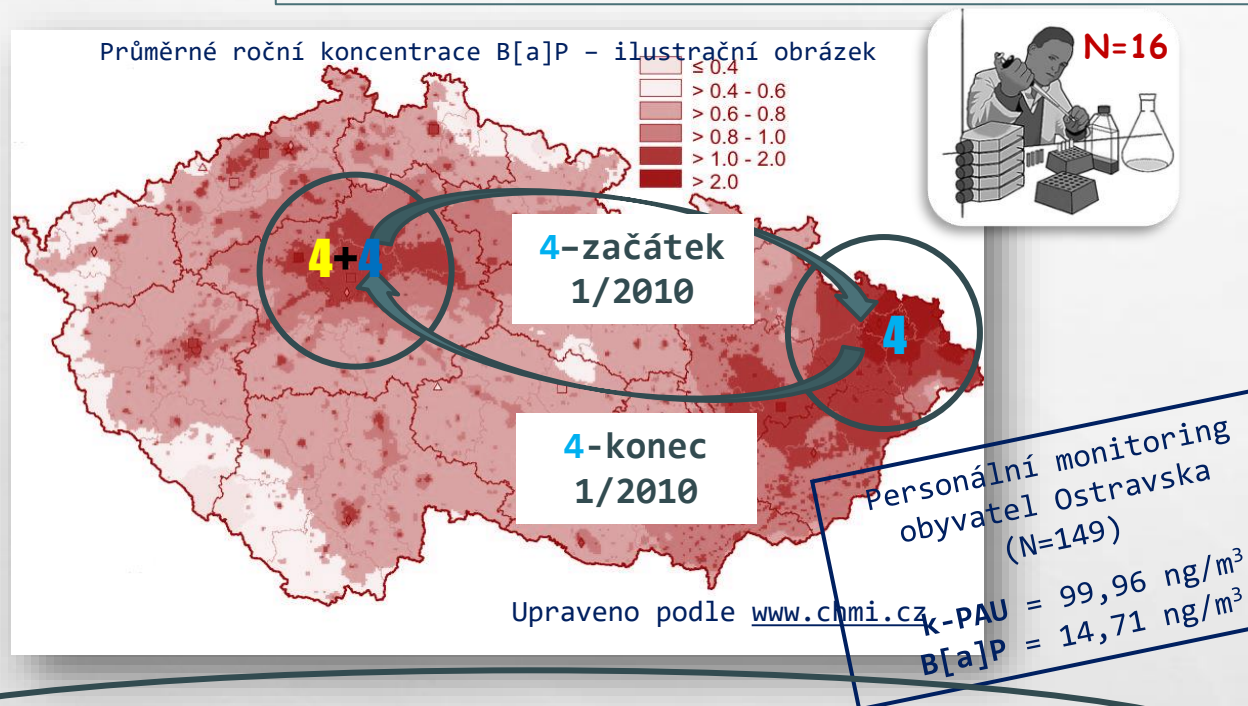 Průměrné roční koncentrace B[a]P – ilustrační obrázek
≤ 0.4
> 0.4 - 0.6
> 0.6 - 0.8
> 0.8 - 1.0
> 1.0 - 2.0
> 2.0
N=16
4+4
4–začátek
1/2010
4
4-konec
1/2010
Personální monitoring
obyvatel Ostravska
(N=149)
k-PAU = 99,96 ng/m³
B[a]P = 14,71 ng/m³
Upraveno podle www.chmi.cz